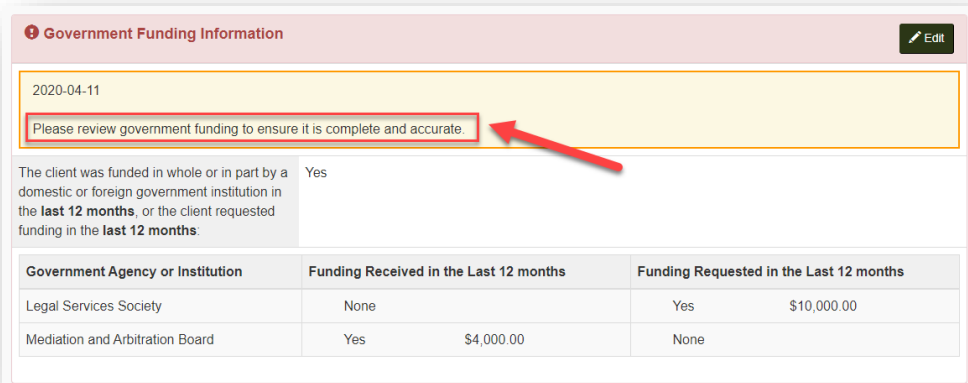 Government Funding Information
Edit
2020-04-11
Please review government funding to ensure it is complete and accurate.
The client was funded in whole or in part by a Yes
domestic or foreign government institution in
the last 12 months, or the client requested
funding in the last 12 months:
Government Agency or Institution Funding Received in the Last 12 months Funding Requested in the Last 12 months
Legal Services Society None Yes $10,000.00
Mediation and Arbitration Board Yes $4,000.00 None